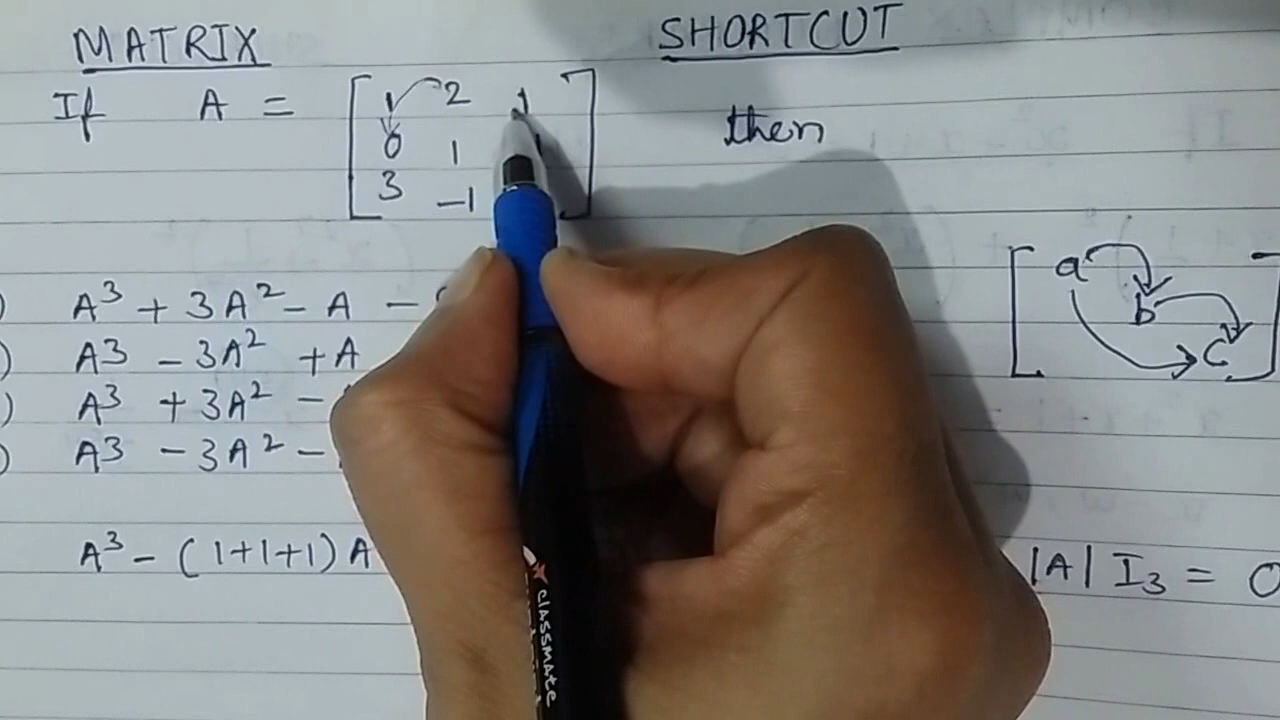 MATRIX SHORTCUT
If A = [ 1 2 1 then
0 1
3 -1 ]
A³ + 3A² - A -
A³ - 3A² + A
A³ + 3A² -
A³ - 3A² -
[ a b c ]
A³ - (1+1+1) A |A| I₃ = 0
classmate